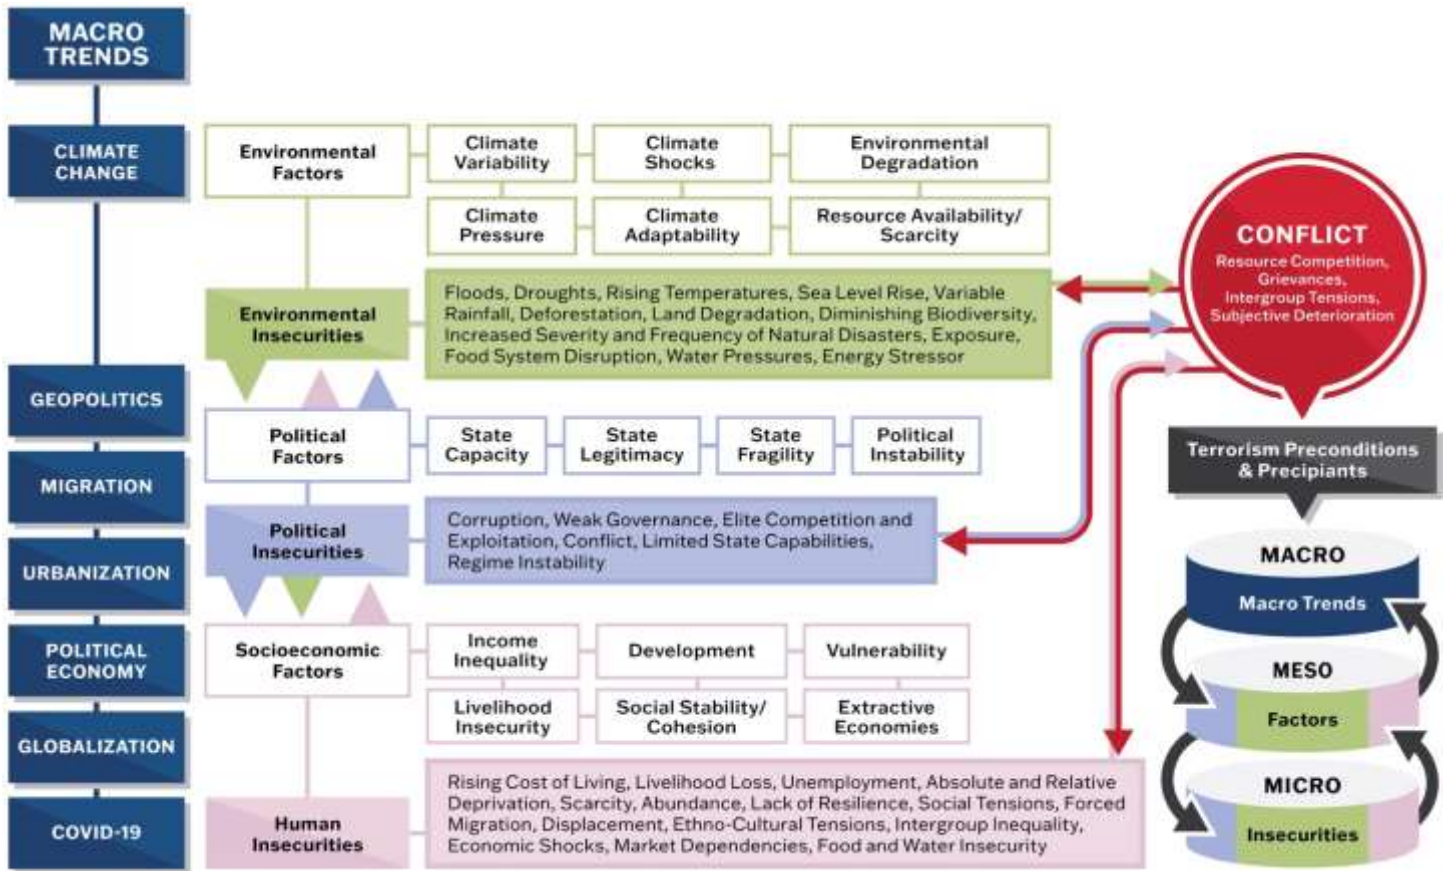 MACRO
TRENDS
CLIMATE
CHANGE
GEOPOLITICS
MIGRATION
URBANIZATION
POLITICAL
ECONOMY
GLOBALIZATION
COVID-19
Environmental
Factors
Climate
Variability
Climate
Shocks
Environmental
Degradation
Climate
Pressure
Climate
Adaptability
Resource Availability/
Scarcity
Environmental
Insecurities
Floods, Droughts, Rising Temperatures, Sea Level Rise, Variable
Rainfall, Deforestation, Land Degradation, Diminishing Biodiversity,
Increased Severity and Frequency of Natural Disasters, Exposure,
Food System Disruption, Water Pressures, Energy Stressor
Political
Factors
State
Capacity
State
Legitimacy
State
Fragility
Political
Instability
Political
Insecurities
Corruption, Weak Governance, Elite Competition and
Exploitation, Conflict, Limited State Capabilities,
Regime Instability
Socioeconomic
Factors
Income
Inequality
Development
Vulnerability
Livelihood
Insecurity
Social Stability/
Cohesion
Extractive
Economies
Human
Insecurities
Rising Cost of Living, Livelihood Loss, Unemployment, Absolute and Relative
Deprivation, Scarcity, Abundance, Lack of Resilience, Social Tensions, Forced
Migration, Displacement, Ethno-Cultural Tensions, Intergroup Inequality,
Economic Shocks, Market Dependencies, Food and Water Insecurity
CONFLICT
Resource Competition,
Grievances,
Intergroup Tensions,
Subjective Deterioration
Terrorism Preconditions
& Precipiants
MACRO
Macro Trends
MESO
Factors
MICRO
Insecurities